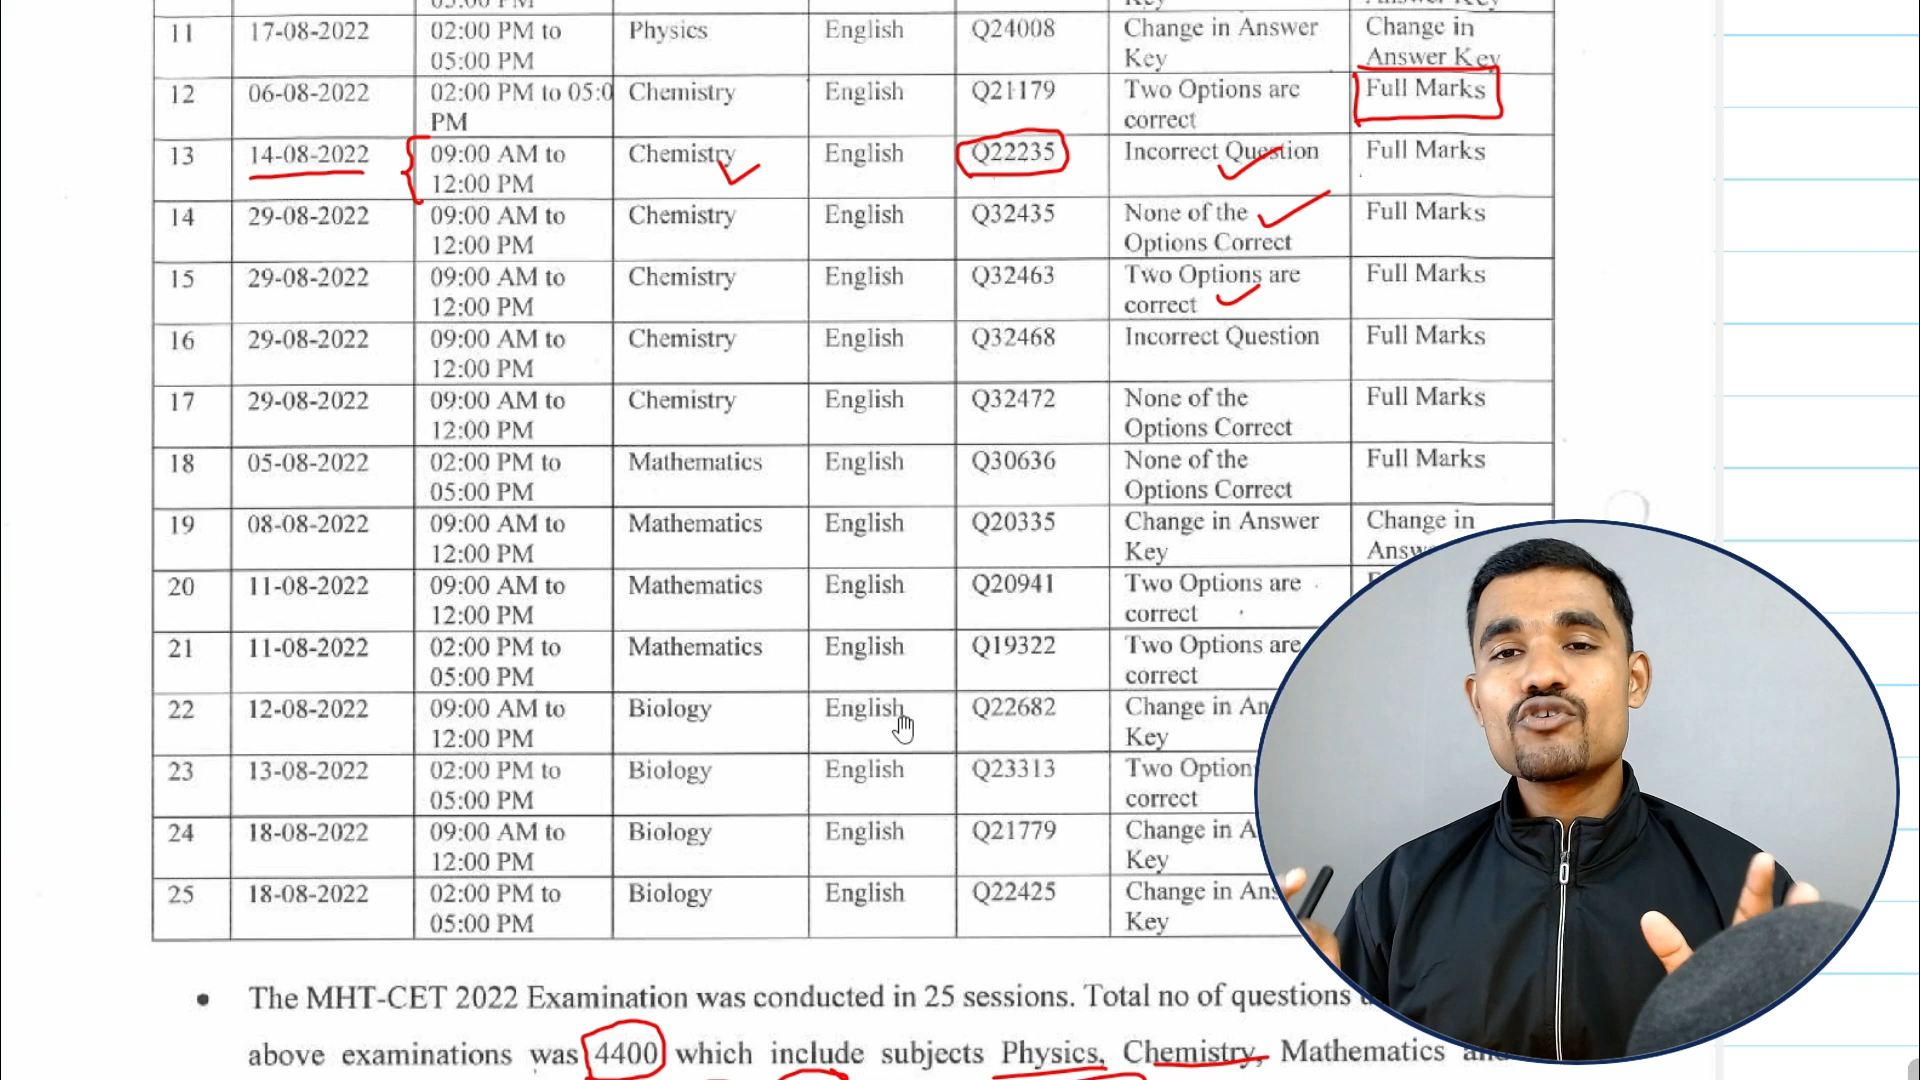 11 17-08-2022 02:00 PM to Physics English Q24008 Change in Answer Change in
05:00 PM Key Answer Key
12 06-08-2022 02:00 PM to 05:0 Chemistry English Q21179 Two Options are Full Marks
PM correct
13 14-08-2022 09:00 AM to Chemistry English Q22235 Incorrect Question Full Marks
12:00 PM
14 29-08-2022 09:00 AM to Chemistry English Q32435 None of the Full Marks
12:00 PM Options Correct
15 29-08-2022 09:00 AM to Chemistry English Q32463 Two Options are Full Marks
12:00 PM correct
16 29-08-2022 09:00 AM to Chemistry English Q32468 Incorrect Question Full Marks
12:00 PM
17 29-08-2022 09:00 AM to Chemistry English Q32472 None of the Full Marks
12:00 PM Options Correct
18 05-08-2022 02:00 PM to Mathematics English Q30636 None of the Full Marks
05:00 PM Options Correct
19 08-08-2022 09:00 AM to Mathematics English Q20335 Change in Answer Change in
12:00 PM Key
20 11-08-2022 09:00 AM to Mathematics English Q20941 Two Options are
12:00 PM correct
21 11-08-2022 02:00 PM to Mathematics English Q19322 Two Options are
05:00 PM correct
22 12-08-2022 09:00 AM to Biology English Q22682 Change in An
12:00 PM Key
23 13-08-2022 02:00 PM to Biology English Q23313 Two Option
05:00 PM correct
24 18-08-2022 09:00 AM to Biology English Q21779 Change in A
12:00 PM Key
25 18-08-2022 02:00 PM to Biology English Q22425 Change in Ans
05:00 PM Key
• The MHT-CET 2022 Examination was conducted in 25 sessions. Total no of questions
above examinations was 4400 which include subjects Physics, Chemistry, Mathematics